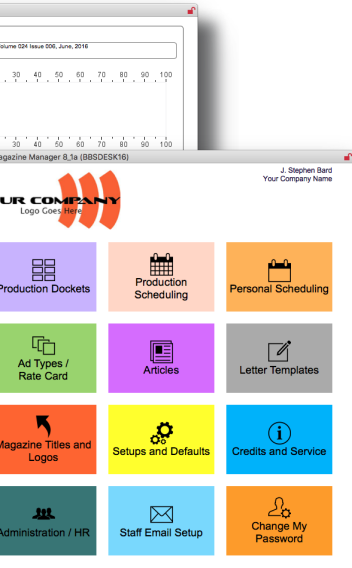 olume 024 Issue 006, June, 2016
30 40 50 60 70 80 90 100
30 40 50 60 70 80 90 100
agazine Manager 8_1a (BBSDESK16)
J. Stephen Bard
Your Company Name
UR COMPANY
Logo Goes Here
Production Dockets
Production
Scheduling
Personal Scheduling
Ad Types /
Rate Card
Articles
Letter Templates
Magazine Titles and
Logos
Setups and Defaults
Credits and Service
Administration / HR
Staff Email Setup
Change My
Password